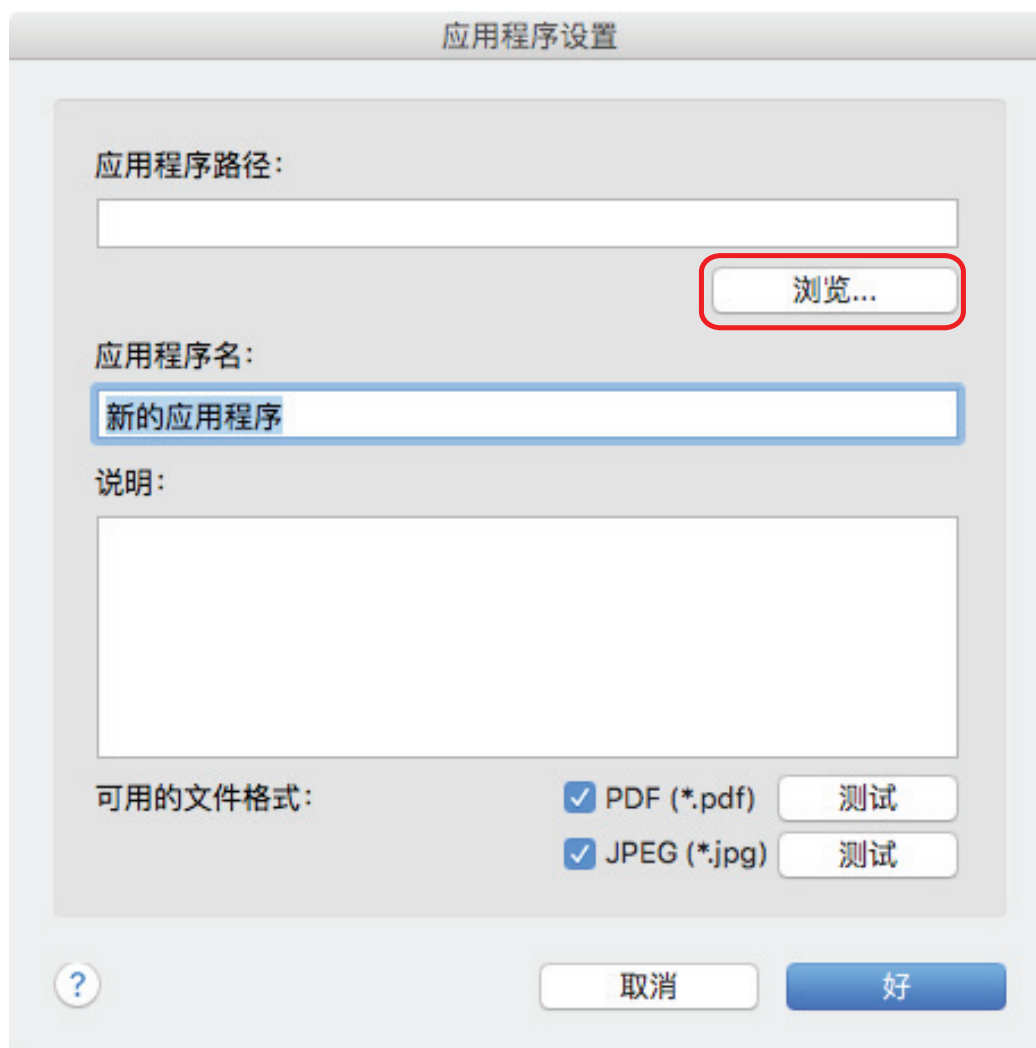 应用程序设置
应用程序路径：
浏览...
应用程序名：
新的应用程序
说明：
可用的文件格式： PDF (*.pdf) 测试
JPEG (*.jpg) 测试
? 取消 好